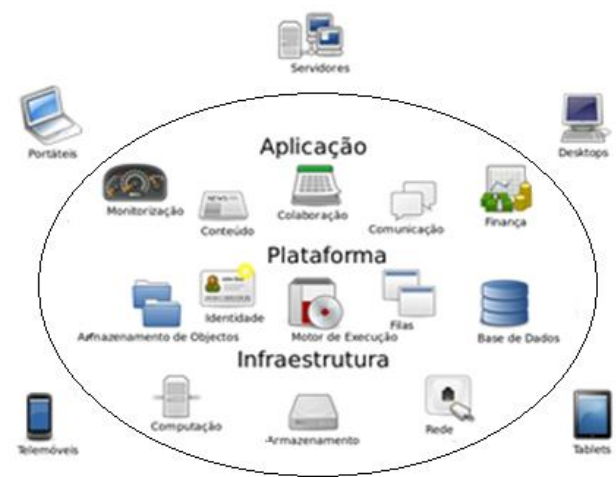 Servidores
Portáteis
Desktops
Aplicação
Monitorização
NEWS
Conteúdo
Colaboração
Comunicação
Finança
Plataforma
Identidade
Armazenamento de Objectos
Motor de Execução
Filas
Base de Dados
Infraestrutura
Computação
Armazenamento
Rede
Telemóveis
Tablets